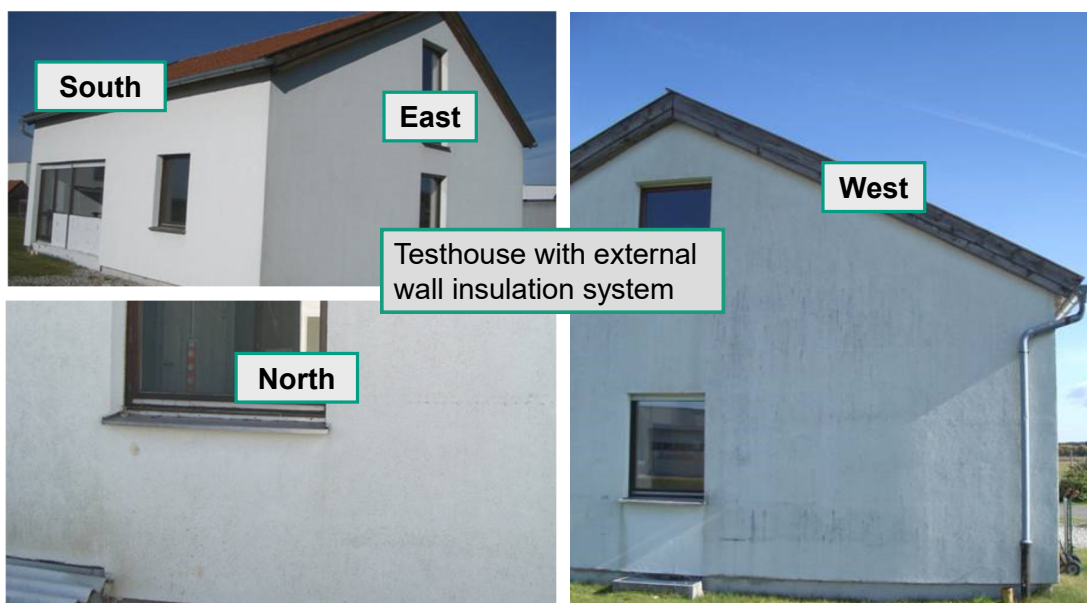 South
East
West
Testhouse with external
wall insulation system
North